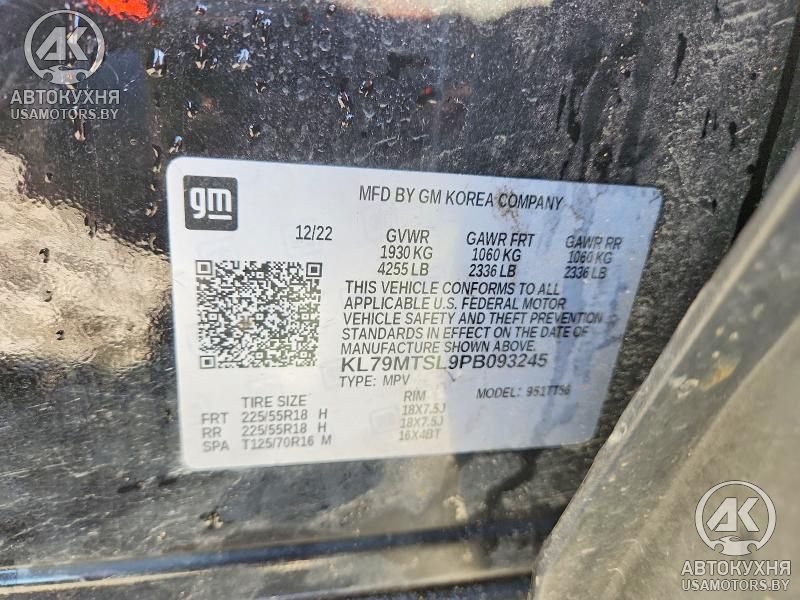 AK
АВТОКУХНЯ
USAMOTORS.BY
gm
MFD BY GM KOREA COMPANY
12/22
GVWR GAWR FRT GAWR RR
1930 KG 1060 KG 1060 KG
4255 LB 2336 LB 2336 LB
THIS VEHICLE CONFORMS TO ALL
APPLICABLE U.S. FEDERAL MOTOR
VEHICLE SAFETY AND THEFT PREVENTION
STANDARDS IN EFFECT ON THE DATE OF
MANUFACTURE SHOWN ABOVE.
KL79MTSL9PB093245
TYPE: MPV MODEL: 951TT56
TIRE SIZE RIM
FRT 225/55R18 H 18X7.5J
RR 225/55R18 H 18X7.5J
SPA T125/70R16 M 16X4BT
AK
АВТОКУХНЯ
USAMOTORS.BY